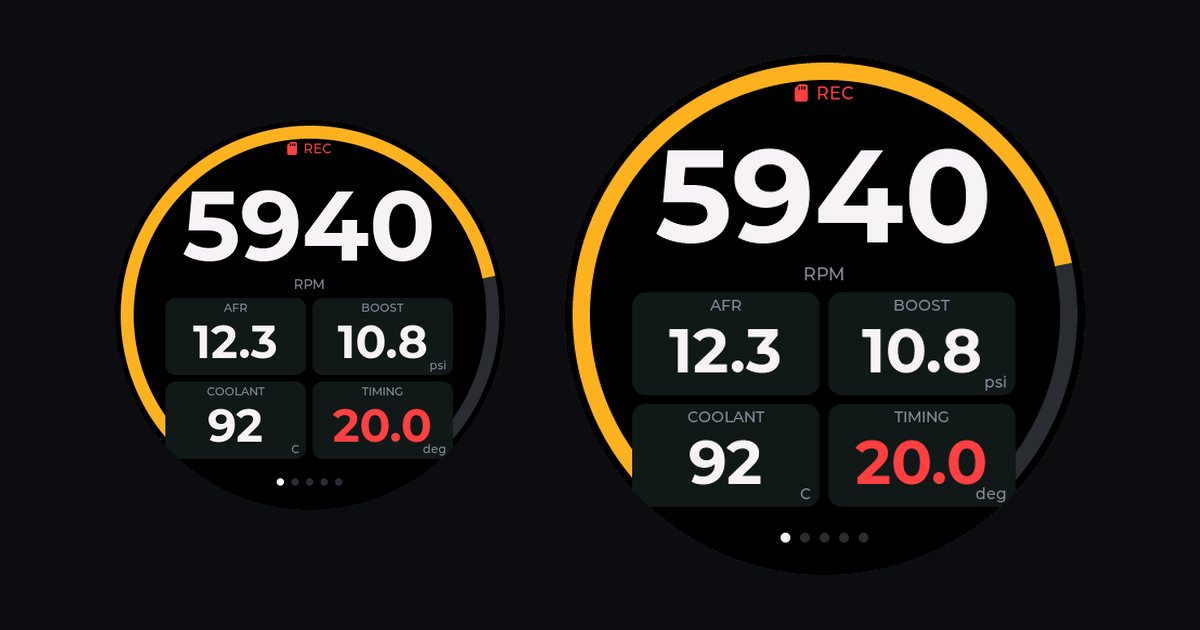 REC
5940
RPM
AFR BOOST
12.3 10.8
psi
COOLANT TIMING
92 20.0
C deg
REC
5940
RPM
AFR BOOST
12.3 10.8
psi
COOLANT TIMING
92 20.0
C deg